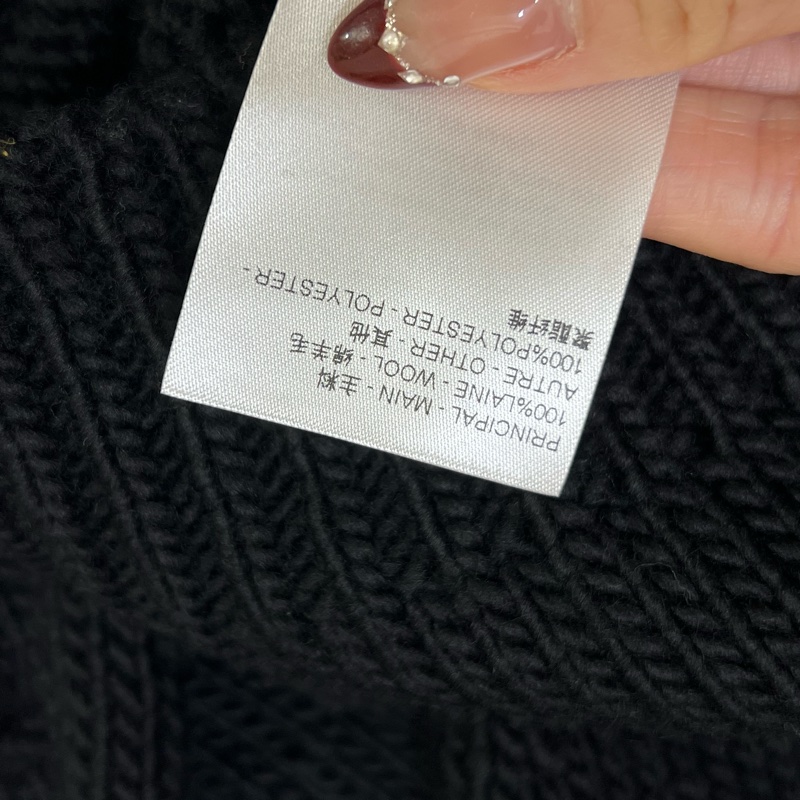 PRINCIPAL - MAIN - 主料
100%LAINE - WOOL - 绵羊毛
AUTRE - OTHER - 其他
100%POLYESTER - POLYESTER -
聚酯纤维